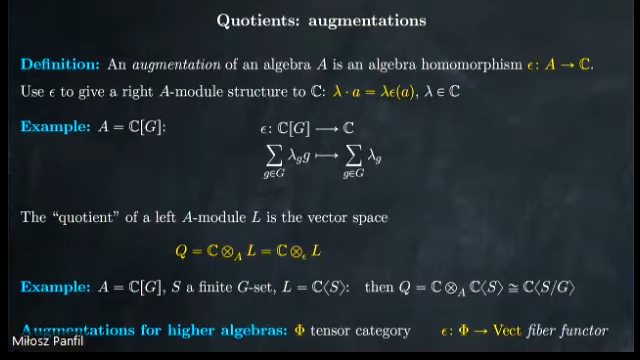 Quotients: augmentations
Definition: An augmentation of an algebra A is an algebra homomorphism ϵ: A → ℂ.
Use ϵ to give a right A-module structure to ℂ: λ · a = λϵ(a), λ ∈ ℂ
Example: A = ℂ[G]: ϵ: ℂ[G] ⟶ ℂ
∑_{g∈G} λ_g g ⟼ ∑_{g∈G} λ_g
The “quotient” of a left A-module L is the vector space
Q = ℂ ⊗_A L = ℂ ⊗_ϵ L
Example: A = ℂ[G], S a finite G-set, L = ℂ⟨S⟩: then Q = ℂ ⊗_A ℂ⟨S⟩ ≅ ℂ⟨S/G⟩
Augmentations for higher algebras: Φ tensor category ϵ: Φ → Vect fiber functor
Miłosz Panfil